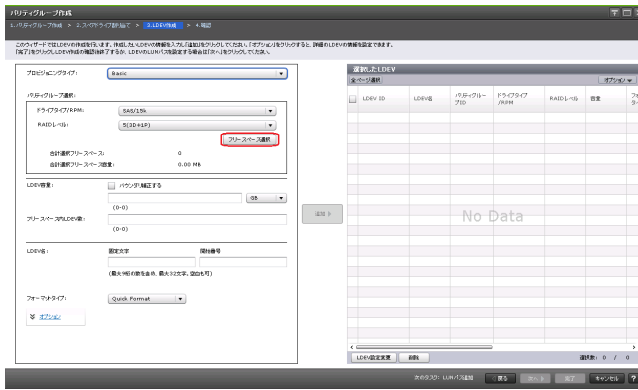 パリティグループ作成
1.パリティグループ作成 > 2.スペアドライブ割り当て > 3.LDEV作成 > 4.確認
このウィザードではLDEVの作成を行います。作成したいLDEVの情報を入力し「追加」をクリックしてください。「オプション」をクリックすると、詳細のLDEVの情報を設定できます。
「完了」をクリックしLDEV作成の確認後終了するか、LDEVのLUNパスを設定する場合は「次へ」をクリックしてください。
プロビジョニングタイプ: Basic
パリティグループ選択:
ドライブタイプ/RPM: SAS/15k
RAIDレベル: 5(3D+1P)
フリースペース選択
合計選択フリースペース: 0
合計選択フリースペース容量: 0.00 MB
LDEV容量: バウンダリ補正する
GB
(0-0)
フリースペース内LDEV数:
(0-0)
LDEV名: 固定文字 開始番号
(最大9桁の数を含め、最大32文字。空白も可)
フォーマットタイプ: Quick Format
オプション
追加
選択したLDEV
全ページ選択 オプション
LDEV ID LDEV名 パリティグループID ドライブタイプ/RPM RAIDレベル 容量
No Data
LDEV設定変更 削除 選択数: 0 / 0
次のタスク: LUNパス追加 戻る 次へ 完了 キャンセル ?